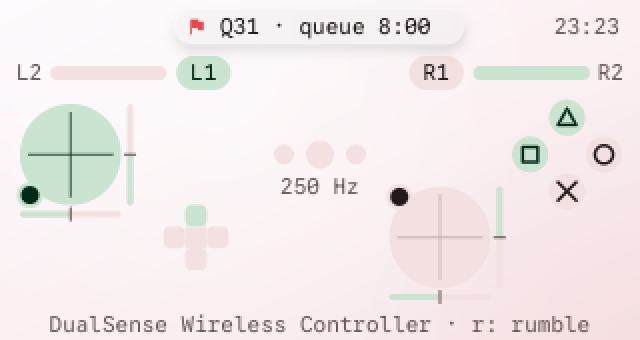 Q31 · queue 8:00 23:23
L2 L1 R1 R2
250 Hz
DualSense Wireless Controller · r: rumble